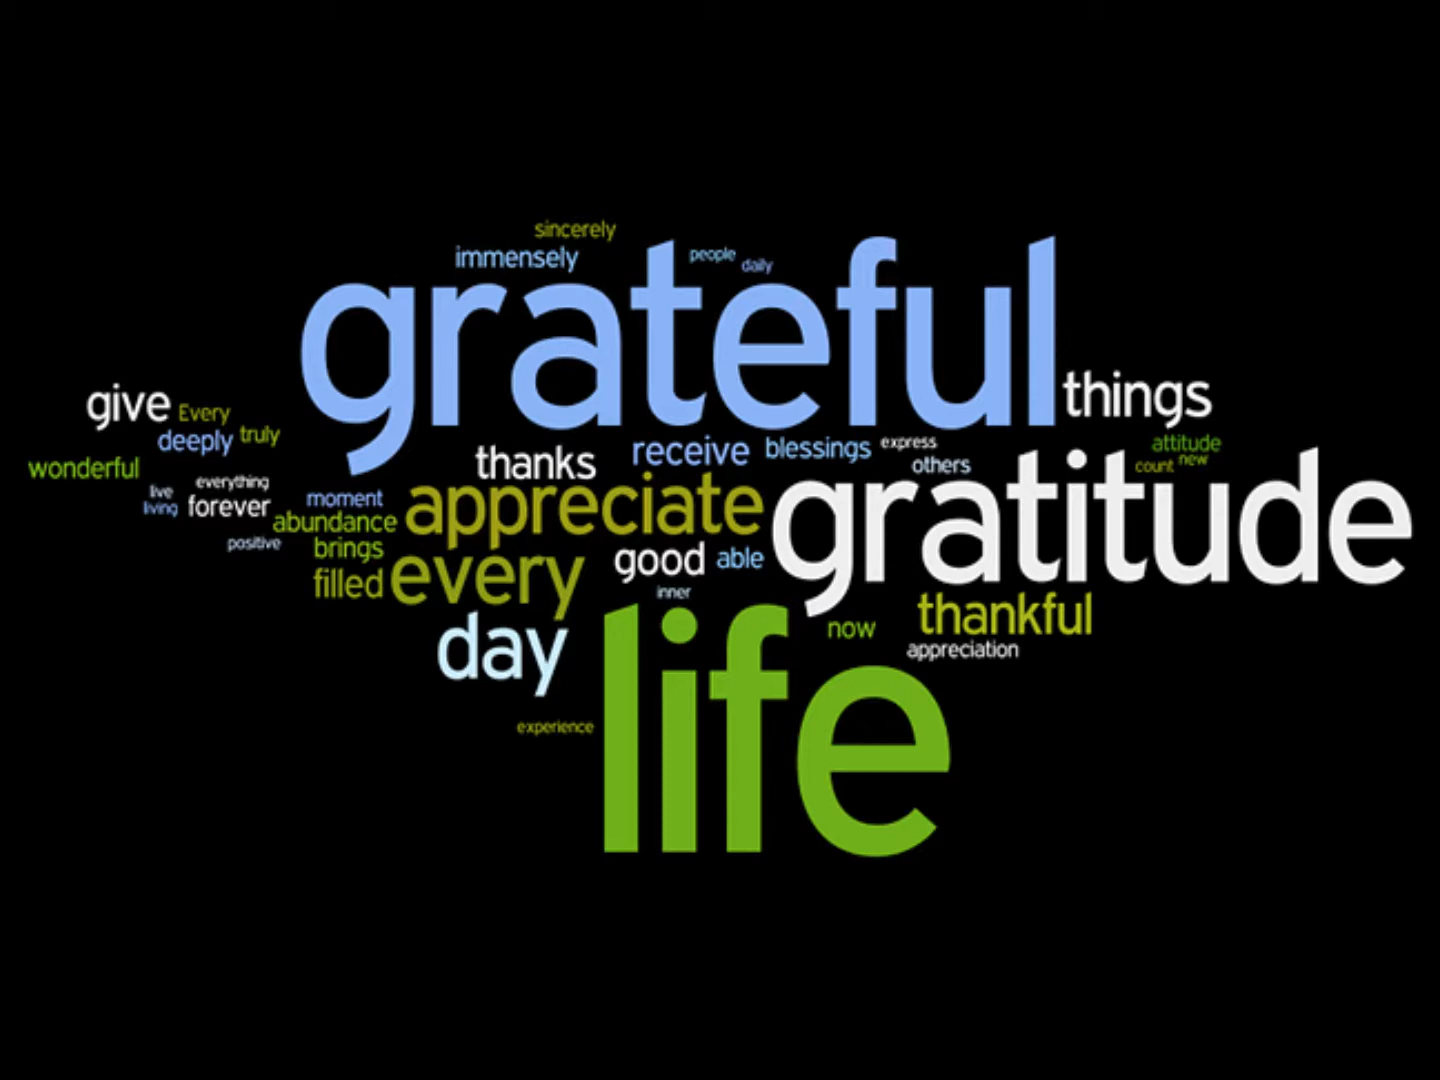 sincerely
immensely
people
daily
grateful
things
give
Every
deeply
truly
wonderful
thanks
receive
blessings
express
others
attitude
count
new
everything
live
living
forever
moment
appreciate
gratitude
abundance
positive
brings
good
able
filled
every
inner
thankful
now
day
life
appreciation
experience